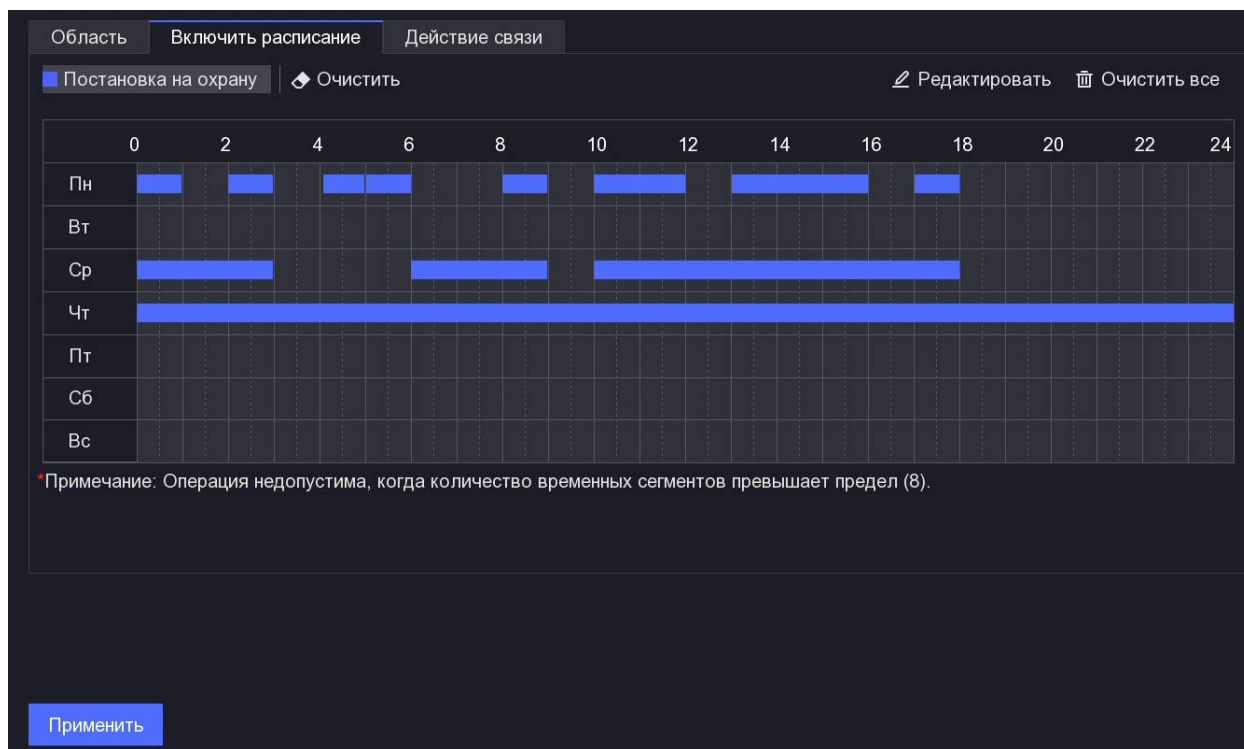 Область Включить расписание Действие связи
Постановка на охрану Очистить Редактировать Очистить все
0 2 4 6 8 10 12 14 16 18 20 22 24
Пн
Вт
Ср
Чт
Пт
Сб
Вс
*Примечание: Операция недопустима, когда количество временных сегментов превышает предел (8).
Применить